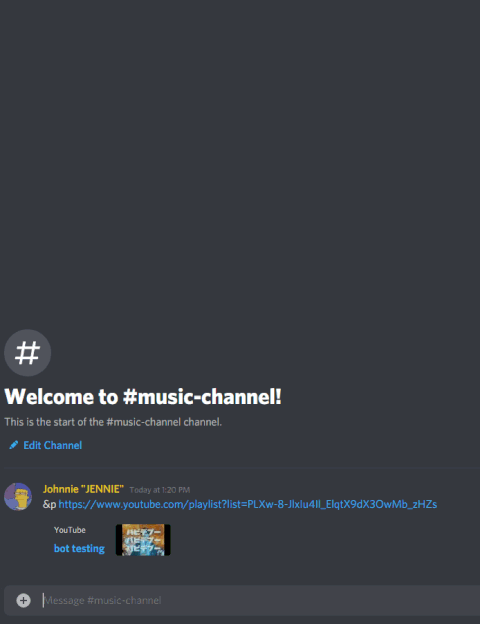 Welcome to #music-channel!
This is the start of the #music-channel channel.
Edit Channel
Johnnie "JENNIE" Today at 1:20 PM
&p https://www.youtube.com/playlist?list=PLXw-8-JlxIu4Il_ElqtX9dX3OwMb_zHZs
YouTube
bot testing
Message #music-channel